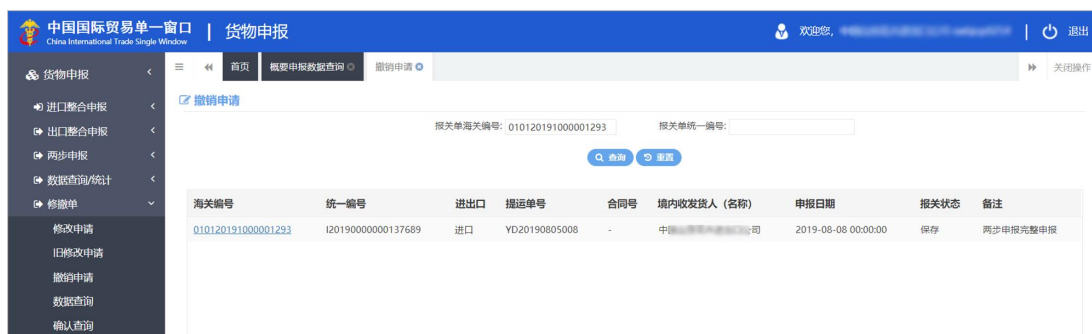 中国国际贸易单一窗口 | 货物申报
China International Trade Single Window
欢迎您,
退出
货物申报
首页
概要申报数据查询
撤销申请
关闭操作
进口整合申报
出口整合申报
两步申报
数据查询/统计
修撤单
修改申请
旧修改申请
撤销申请
数据查询
确认查询
撤销申请
报关单海关编号: 010120191000001293 报关单统一编号:
查询 重置
海关编号 统一编号 进出口 提运单号 合同号 境内收发货人(名称) 申报日期 报关状态 备注
010120191000001293 I20190000000137689 进口 YD20190805008 - 中 司 2019-08-08 00:00:00 保存 两步申报完整申报